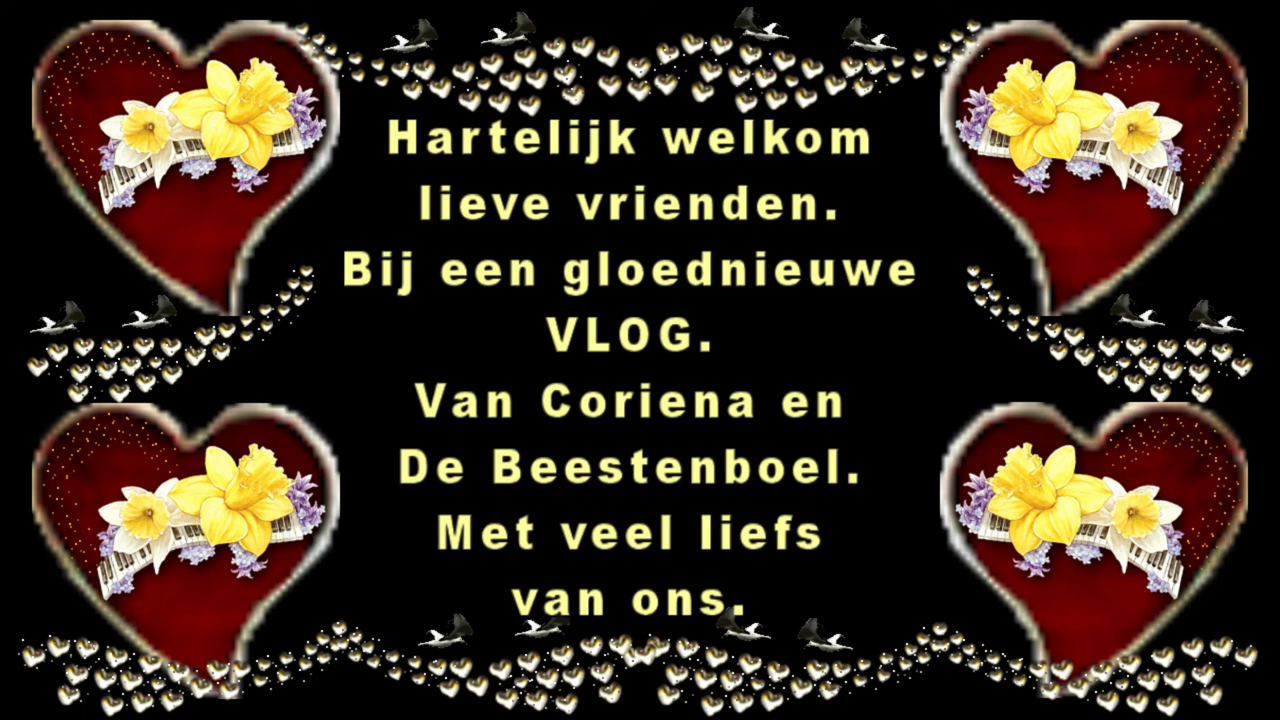 Hartelijk welkom
lieve vrienden.
Bij een gloednieuwe
VLOG.
Van Coriena en
De Beestenboel.
Met veel liefs
van ons.